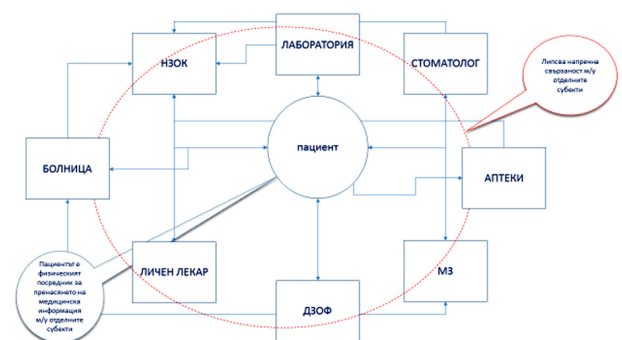 ЛАБОРАТОРИЯ
НЗОК
СТОМАТОЛОГ
Липсва напречна
свързаност м/у
отделните
субекти
пациент
БОЛНИЦА
АПТЕКИ
Пациентът е
физическият
посредник за
пренасянето на
медицинска
информация
м/у отделните
субекти
ЛИЧЕН ЛЕКАР
МЗ
ДЗОФ